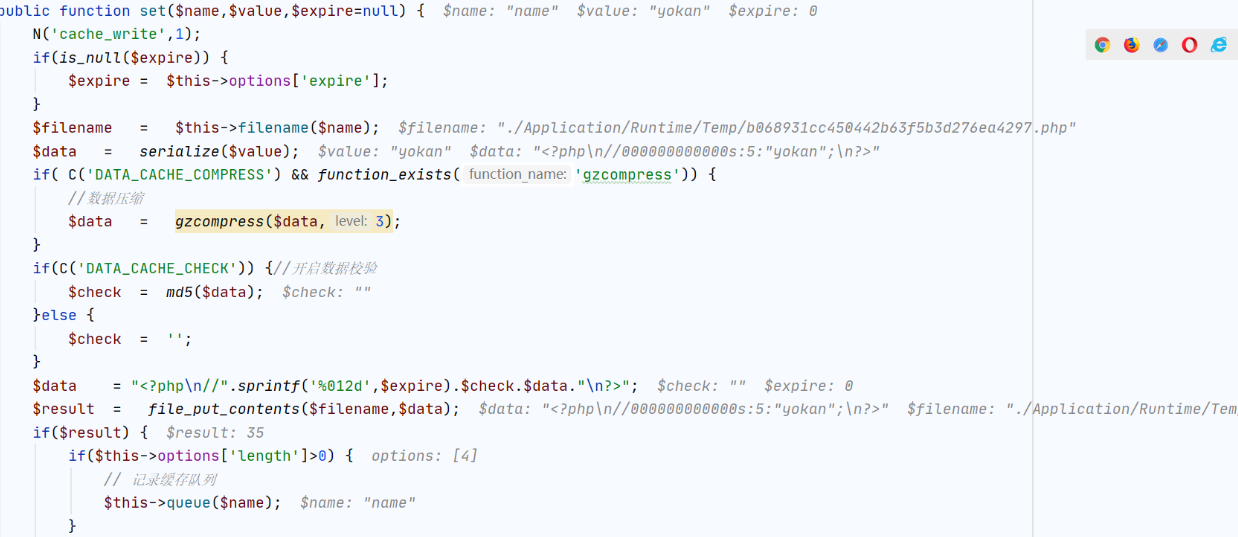 public function set($name,$value,$expire=null) { $name: "name" $value: "yokan" $expire: 0
N('cache_write',1);
if(is_null($expire)) {
$expire = $this->options['expire'];
}
$filename = $this->filename($name); $filename: "./Application/Runtime/Temp/b068931cc450442b63f5b3d276ea4297.php"
$data = serialize($value); $value: "yokan" $data: "<?php\n//000000000000s:5:"yokan";\n?>"
if( C('DATA_CACHE_COMPRESS') && function_exists( function_name: 'gzcompress')) {
//数据压缩
$data = gzcompress($data, level: 3);
}
if(C('DATA_CACHE_CHECK')) {//开启数据校验
$check = md5($data); $check: ""
}else {
$check = '';
}
$data = "<?php\n//".sprintf('%012d',$expire).$check.$data."\n?>"; $check: "" $expire: 0
$result = file_put_contents($filename,$data); $data: "<?php\n//000000000000s:5:"yokan";\n?>" $filename: "./Application/Runtime/Tem
if($result) { $result: 35
if($this->options['length']>0) { options: [4]
// 记录缓存队列
$this->queue($name); $name: "name"
}